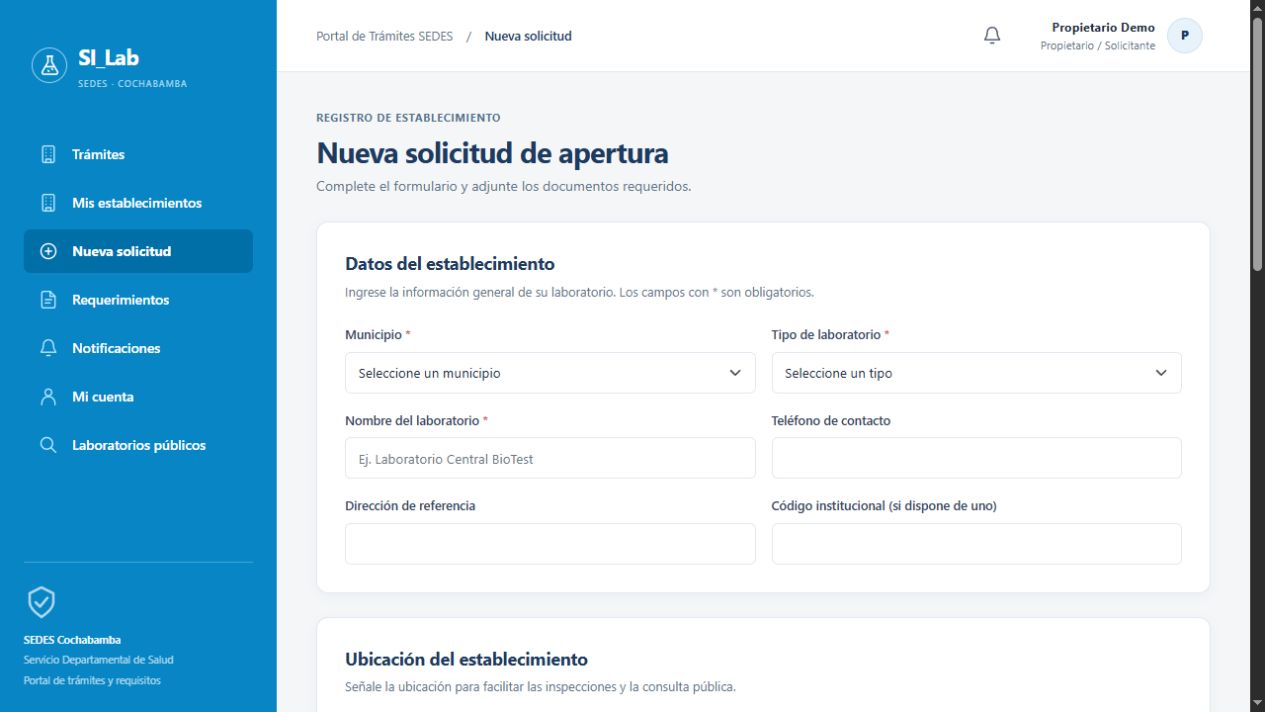 SI_Lab
SEDES - COCHABAMBA
Trámites
Mis establecimientos
Nueva solicitud
Requerimientos
Notificaciones
Mi cuenta
Laboratorios públicos
SEDES Cochabamba
Servicio Departamental de Salud
Portal de trámites y requisitos
Portal de Trámites SEDES / Nueva solicitud
Propietario Demo
Propietario / Solicitante
P
REGISTRO DE ESTABLECIMIENTO
Nueva solicitud de apertura
Complete el formulario y adjunte los documentos requeridos.
Datos del establecimiento
Ingrese la información general de su laboratorio. Los campos con * son obligatorios.
Municipio *
Tipo de laboratorio *
Seleccione un municipio
Seleccione un tipo
Nombre del laboratorio *
Teléfono de contacto
Ej. Laboratorio Central BioTest
Dirección de referencia
Código institucional (si dispone de uno)
Ubicación del establecimiento
Señale la ubicación para facilitar las inspecciones y la consulta pública.